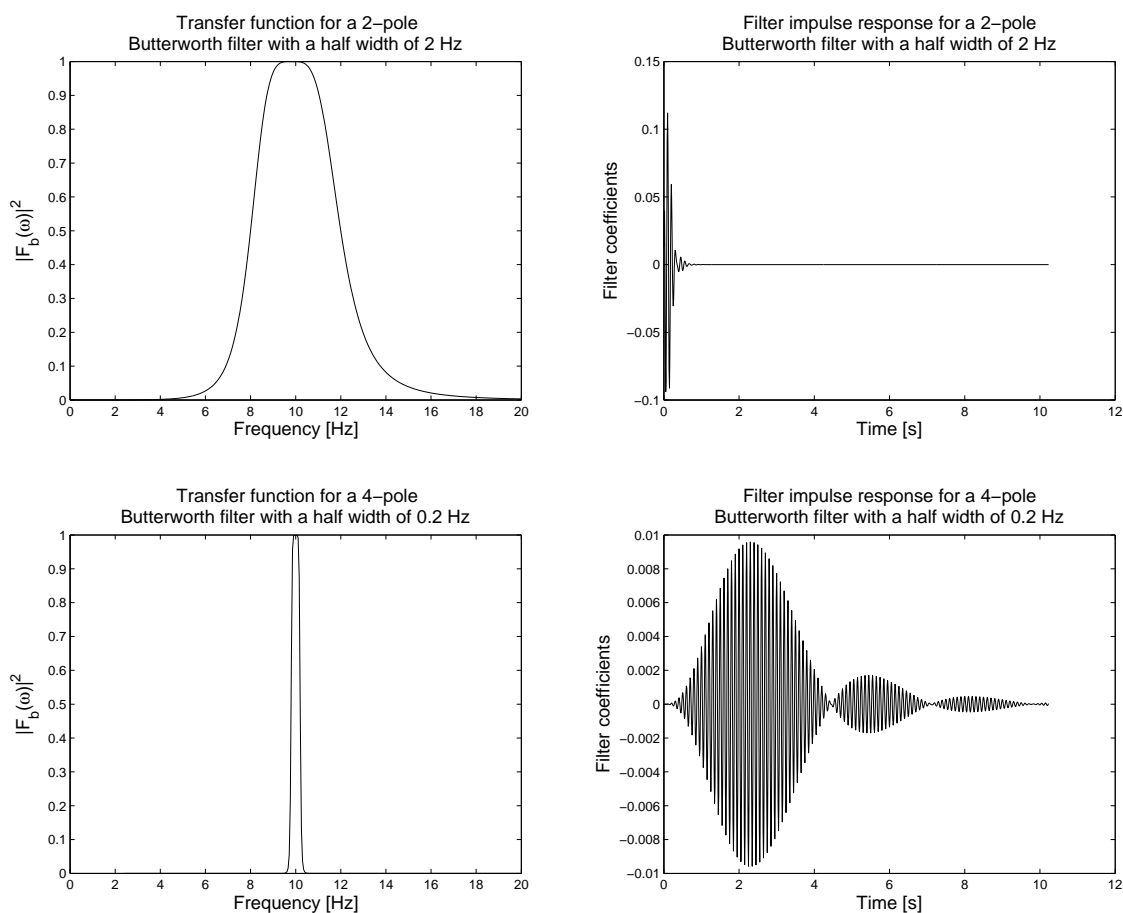 Transfer function for a 2−pole
Butterworth filter with a half width of 2 Hz
1
0.9
0.8
0.7
0.6
0.5
0.4
0.3
0.2
0.1
0
|F_b(ω)|^2
0 2 4 6 8 10 12 14 16 18 20
Frequency [Hz]
Filter impulse response for a 2−pole
Butterworth filter with a half width of 2 Hz
0.15
0.1
0.05
0
−0.05
−0.1
Filter coefficients
0 2 4 6 8 10 12
Time [s]
Transfer function for a 4−pole
Butterworth filter with a half width of 0.2 Hz
1
0.9
0.8
0.7
0.6
0.5
0.4
0.3
0.2
0.1
0
|F_b(ω)|^2
0 2 4 6 8 10 12 14 16 18 20
Frequency [Hz]
Filter impulse response for a 4−pole
Butterworth filter with a half width of 0.2 Hz
0.01
0.008
0.006
0.004
0.002
0
−0.002
−0.004
−0.006
−0.008
−0.01
Filter coefficients
0 2 4 6 8 10 12
Time [s]